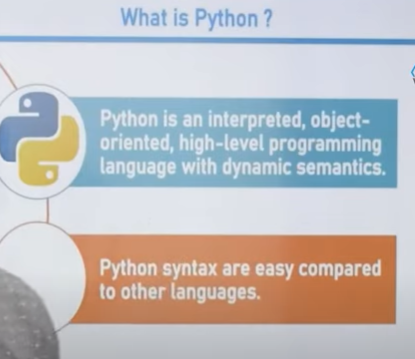 What is Python ?
Python is an interpreted, object-
oriented, high-level programming
language with dynamic semantics.
Python syntax are easy compared
to other languages.